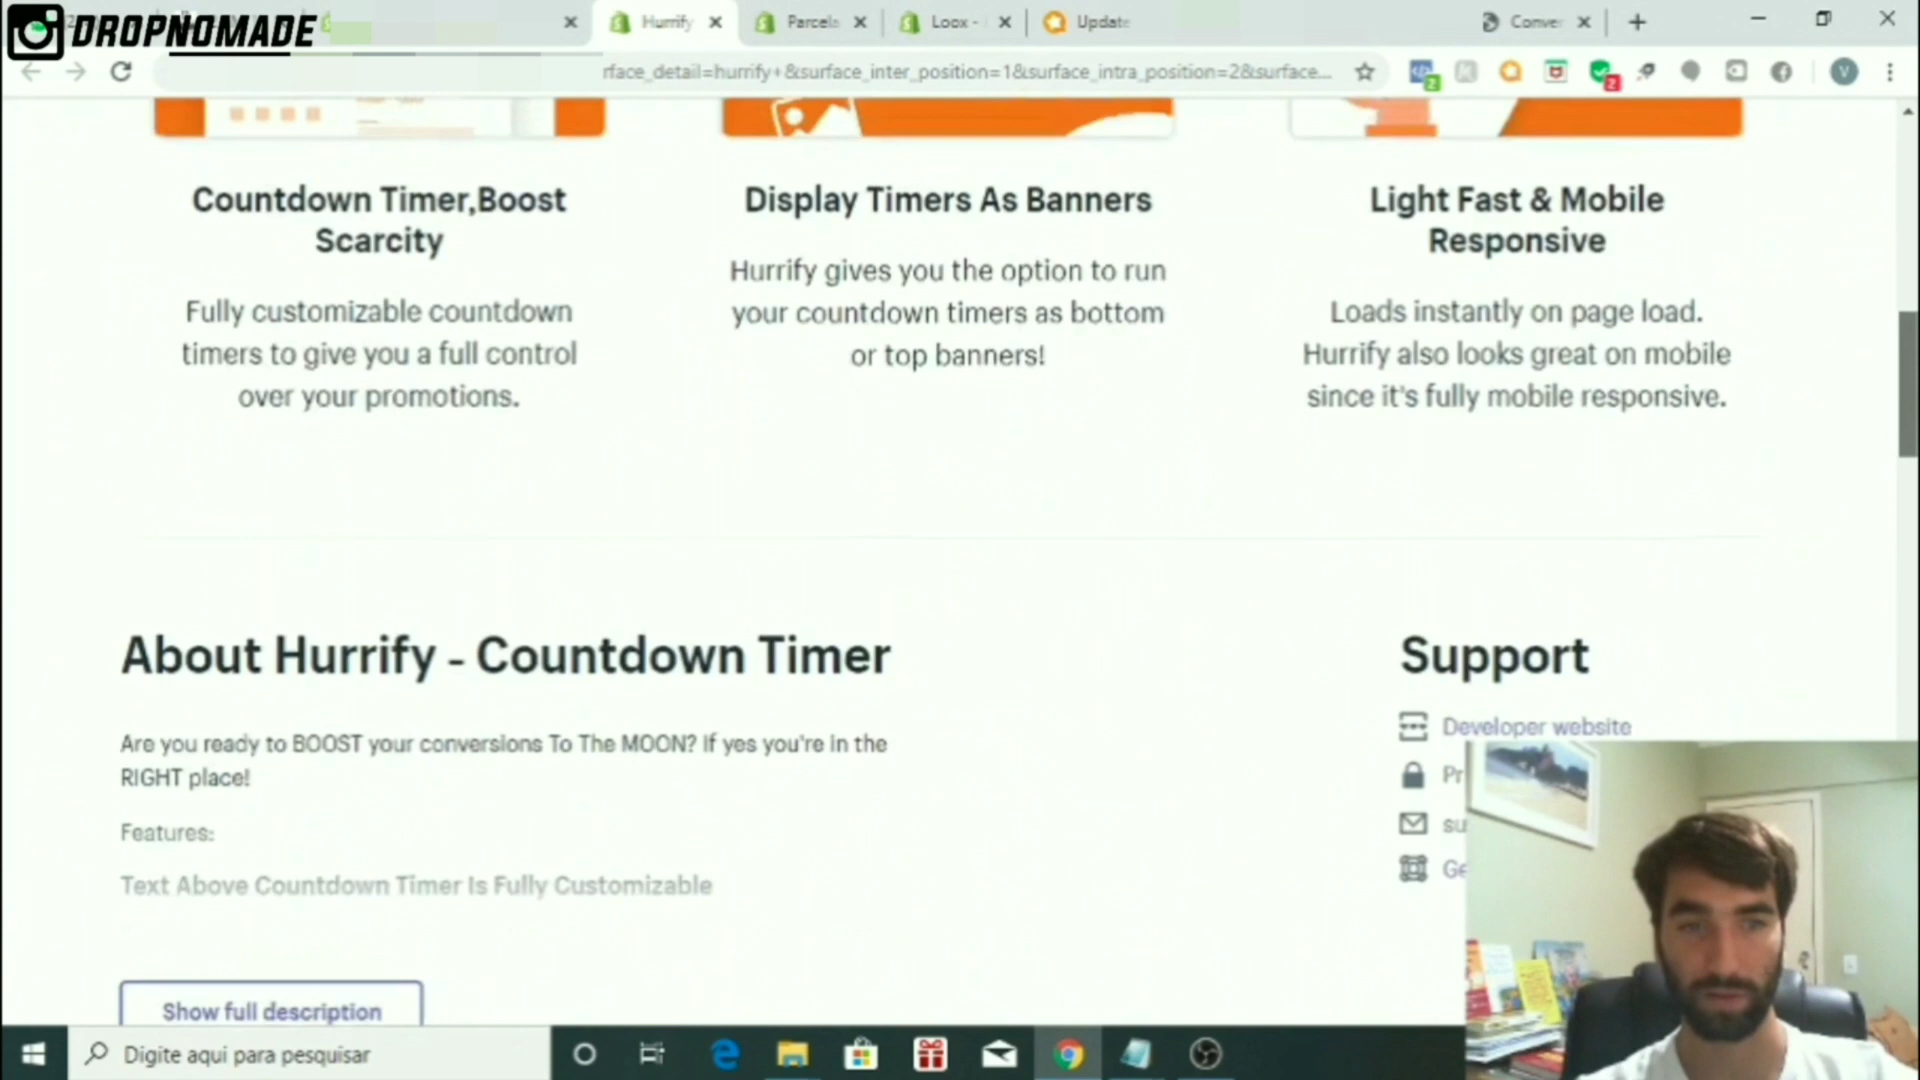 DROPNOMADE
Hurrify
Parcel
Loox -
Update
Conver
rface_detail=hurrify+&surface_inter_position=1&surface_intra_position=2&surface...
2
2
V
Countdown Timer,Boost
Scarcity
Fully customizable countdown
timers to give you a full control
over your promotions.
Display Timers As Banners
Hurrify gives you the option to run
your countdown timers as bottom
or top banners!
Light Fast & Mobile
Responsive
Loads instantly on page load.
Hurrify also looks great on mobile
since it's fully mobile responsive.
About Hurrify - Countdown Timer
Are you ready to BOOST your conversions To The MOON? If yes you're in the
RIGHT place!
Features:
Text Above Countdown Timer Is Fully Customizable
Show full description
Support
Developer website
Pr
su
Ge
Digite aqui para pesquisar